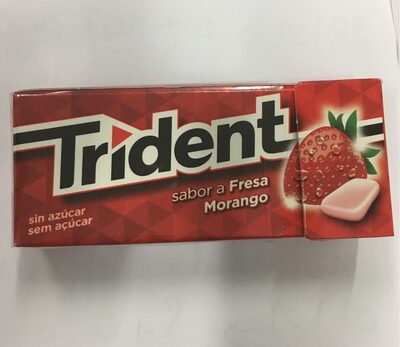 Trident
sabor a Fresa
Morango
sin azúcar
sem açúcar